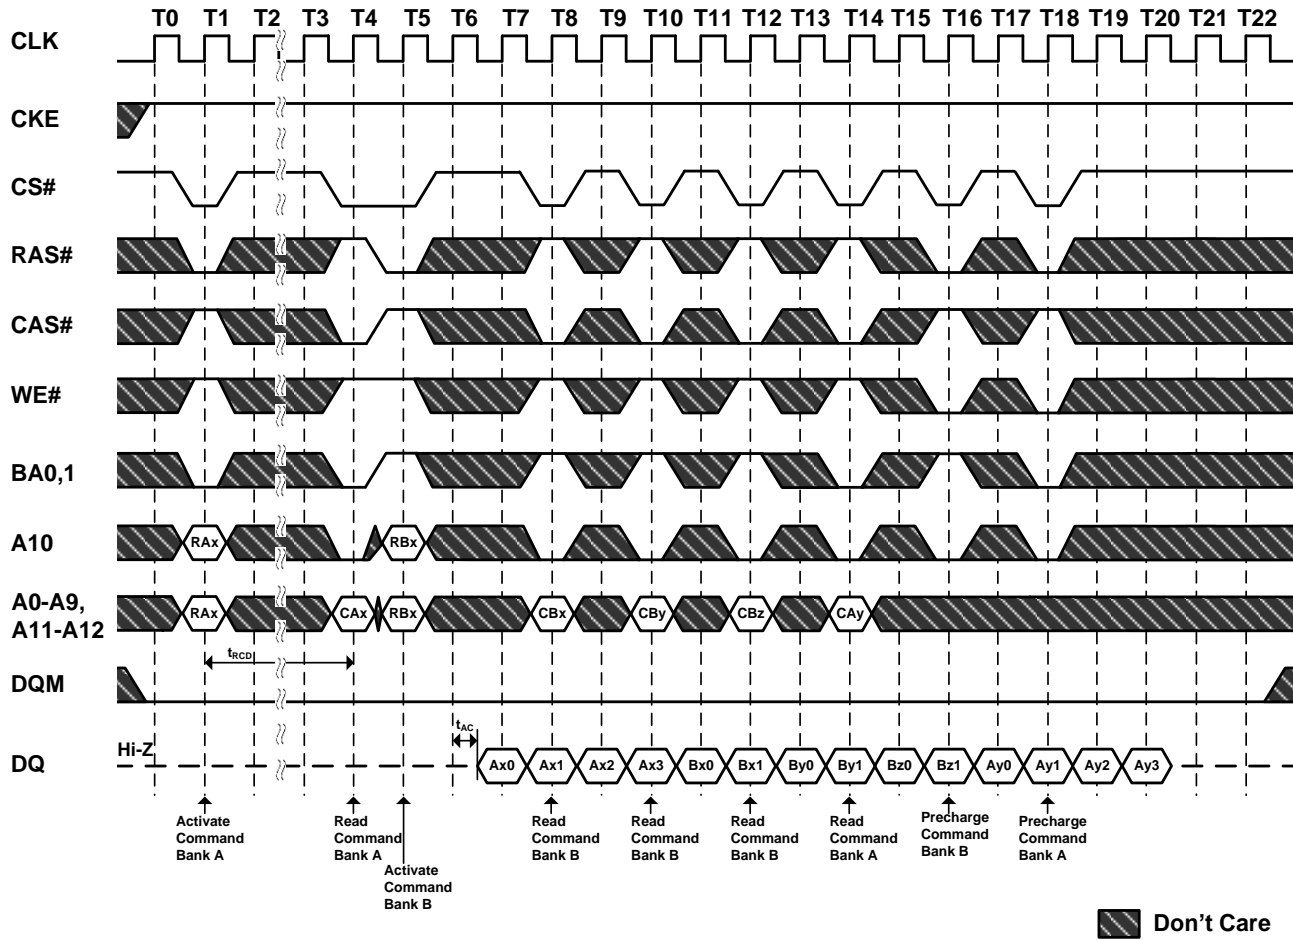 T0 T1 T2 T3 T4 T5 T6 T7 T8 T9 T10 T11 T12 T13 T14 T15 T16 T17 T18 T19 T20 T21 T22
CLK
CKE
CS#
RAS#
CAS#
WE#
BA0,1
A10
RAx RBx
A0-A9,
A11-A12
RAx CAx RBx CBx CBy CBz CAy
tRCD
DQM
tAC
Hi-Z
DQ
Ax0 Ax1 Ax2 Ax3 Bx0 Bx1 By0 By1 Bz0 Bz1 Ay0 Ay1 Ay2 Ay3
Activate
Command
Bank A
Read
Command
Bank A
Activate
Command
Bank B
Read
Command
Bank B
Read
Command
Bank B
Read
Command
Bank B
Read
Command
Bank A
Precharge
Command
Bank B
Precharge
Command
Bank A
Don't Care